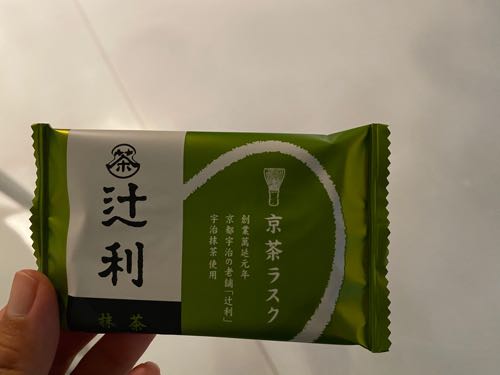 茶
辻利
抹茶
京茶ラスク
創業萬延元年
京都宇治の老舗「辻利」
宇治抹茶使用